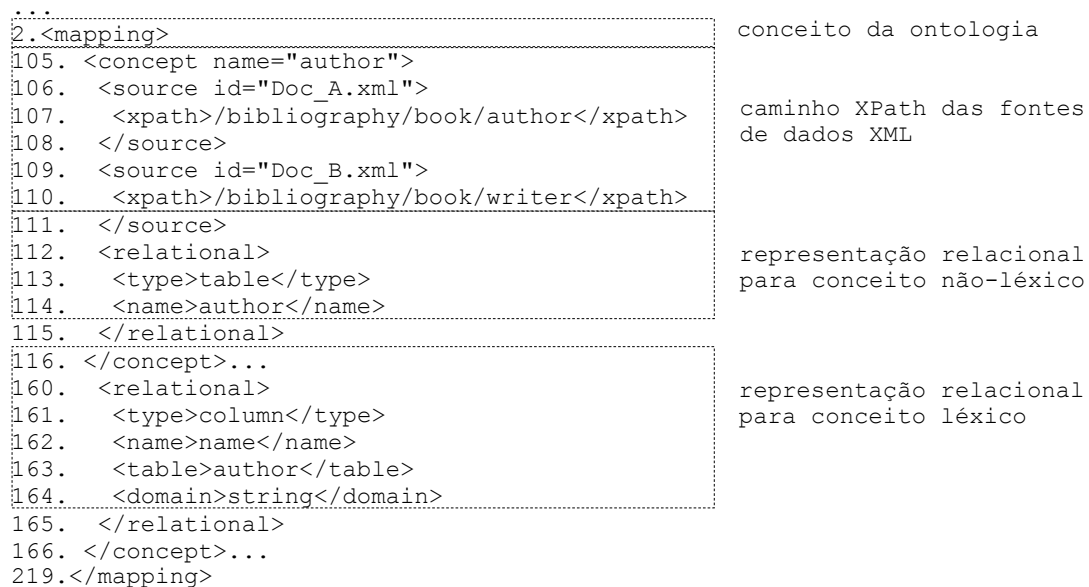 ...
2.<mapping>
conceito da ontologia
105. <concept name="author">
106.  <source id="Doc_A.xml">
107.   <xpath>/bibliography/book/author</xpath>
caminho XPath das fontes
de dados XML
108.  </source>
109.  <source id="Doc_B.xml">
110.   <xpath>/bibliography/book/writer</xpath>
111.  </source>
112.  <relational>
113.   <type>table</type>
114.   <name>author</name>
representação relacional
para conceito não-léxico
115.  </relational>
116. </concept>...
160.  <relational>
161.   <type>column</type>
162.   <name>name</name>
representação relacional
para conceito léxico
163.   <table>author</table>
164.   <domain>string</domain>
165.  </relational>
166. </concept>...
219.</mapping>